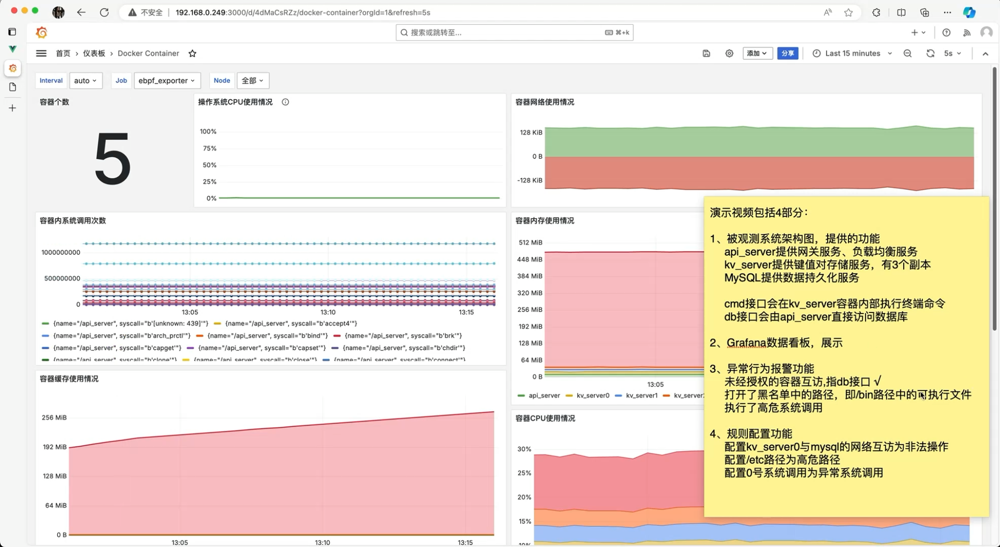 不安全
192.168.0.249:3000/d/4dMaCsRZz/docker-container?orgId=1&refresh=5s
搜索或跳转至...
⌘+k
首页 › 仪表板 › Docker Container
添加
分享
Last 15 minutes
5s
Interval
auto
Job
ebpf_exporter
Node
全部
容器个数
5
操作系统CPU使用情况
100%
75%
50%
25%
0%
容器网络使用情况
128 KiB
0 B
-128 KiB
容器内系统调用次数
1000000000
500000000
0
13:05
13:10
13:15
{name="/api_server", syscall="b'[unknown: 439]'"}
{name="/api_server", syscall="b'accept4'"}
{name="/api_server", syscall="b'arch_prctl'"}
{name="/api_server", syscall="b'bind'"}
{name="/api_server", syscall="b'brk'"}
{name="/api_server", syscall="b'capget'"}
{name="/api_server", syscall="b'capset'"}
{name="/api_server", syscall="b'chdir'"}
{name="/api_server", syscall="b'clone'"}
{name="/api_server", syscall="b'close'"}
{name="/api_server", syscall="b'connect'"}
容器内存使用情况
512 MiB
448 MiB
384 MiB
320 MiB
256 MiB
192 MiB
128 MiB
64 MiB
0 B
13:05
api_server
kv_server0
kv_server1
kv_server
容器缓存使用情况
256 MiB
192 MiB
128 MiB
64 MiB
0 B
13:05
13:10
13:15
容器CPU使用情况
30%
25%
20%
15%
10%
演示视频包括4部分：
1、被观测系统架构图，提供的功能
api_server提供网关服务、负载均衡服务
kv_server提供键值对存储服务，有3个副本
MySQL提供数据持久化服务
cmd接口会在kv_server容器内部执行终端命令
db接口会由api_server直接访问数据库
2、Grafana数据看板，展示
3、异常行为报警功能
未经授权的容器互访,指db接口 √
打开了黑名单中的路径，即/bin路径中的可执行文件
执行了高危系统调用
4、规则配置功能
配置kv_server0与mysql的网络互访为非法操作
配置/etc路径为高危路径
配置0号系统调用为异常系统调用